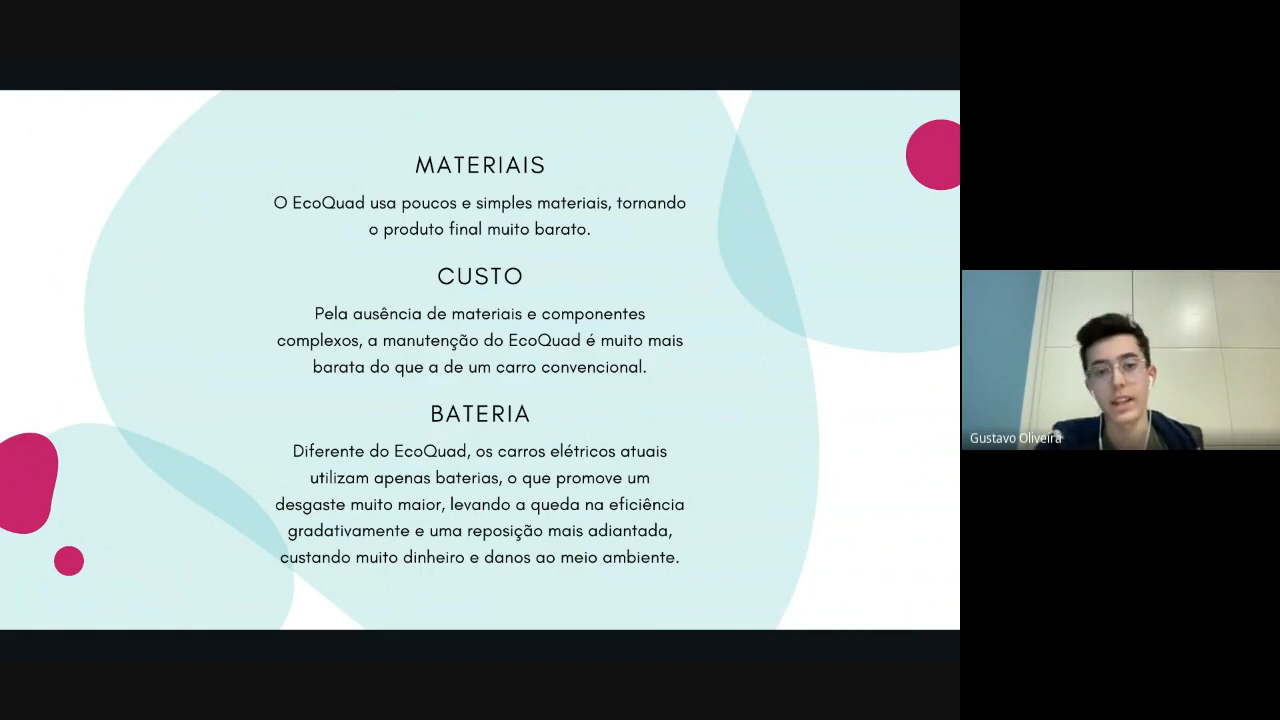 MATERIAIS
O EcoQuad usa poucos e simples materiais, tornando
o produto final muito barato.
CUSTO
Pela ausência de materiais e componentes
complexos, a manutenção do EcoQuad é muito mais
barata do que a de um carro convencional.
BATERIA
Diferente do EcoQuad, os carros elétricos atuais
utilizam apenas baterias, o que promove um
desgaste muito maior, levando a queda na eficiência
gradativamente e uma reposição mais adiantada,
custando muito dinheiro e danos ao meio ambiente.
Gustavo Oliveira